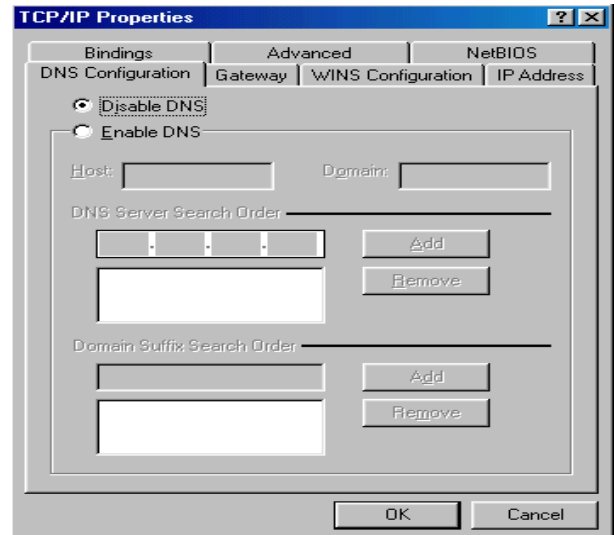 TCP/IP Properties
Bindings Advanced NetBIOS
DNS Configuration Gateway WINS Configuration IP Address
Disable DNS
Enable DNS
Host: Domain:
DNS Server Search Order
. . . Add
Remove
Domain Suffix Search Order
Add
Remove
OK Cancel